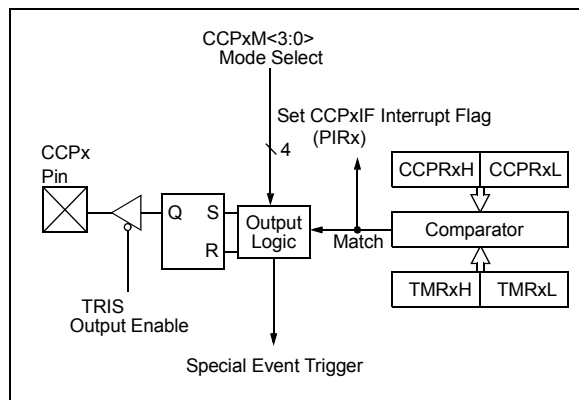 CCPxM<3:0>
Mode Select
Set CCPxIF Interrupt Flag
(PIRx)
4
CCPx
Pin
CCPRxH
CCPRxL
Q
S
R
Output
Logic
Match
Comparator
TMRxH
TMRxL
TRIS
Output Enable
Special Event Trigger